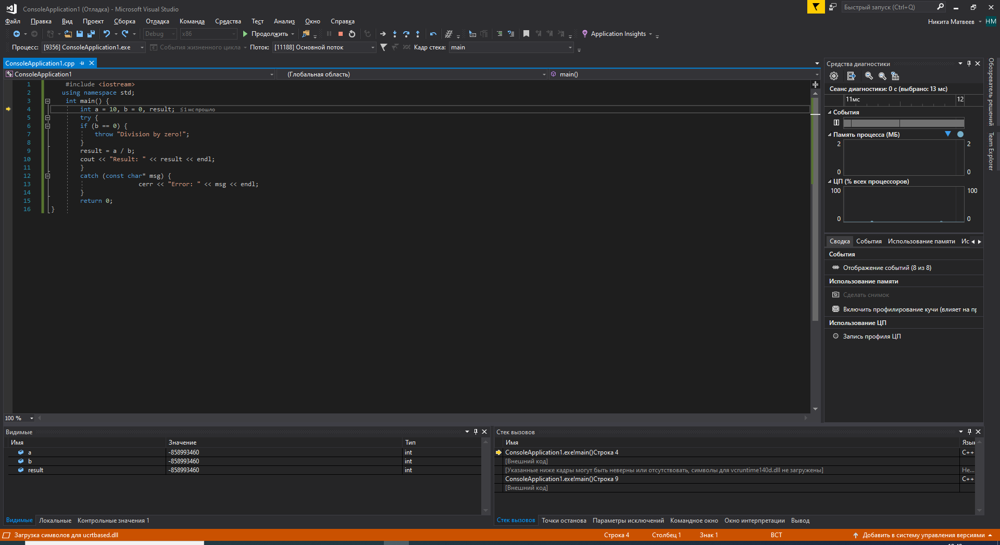 ConsoleApplication1 (Отладка) - Microsoft Visual Studio
Быстрый запуск (Ctrl+Q)
Файл Правка Вид Проект Сборка Отладка Команда Средства Тест Анализ Окно Справка
Никита Матвеев НМ
Debug x86 Продолжить Application Insights
Процесс: [9356] ConsoleApplication1.exe События жизненного цикла Поток: [11188] Основной поток Кадр стека: main
ConsoleApplication1.cpp
ConsoleApplication1 (Глобальная область) main()
1 #include <iostream>
2 using namespace std;
3 int main() {
4 int a = 10, b = 0, result; ≤1 мс прошло
5 try {
6 if (b == 0) {
7 throw "Division by zero!";
8 }
9 result = a / b;
10 cout << "Result: " << result << endl;
11 }
12 catch (const char* msg) {
13 cerr << "Error: " << msg << endl;
14 }
15 return 0;
16 }
100 %
Средства диагностики
Сеанс диагностики: 0 с (выбрано: 13 мс)
11мс 12
События
Память процесса (МБ)
2 2
0 0
ЦП (% всех процессоров)
100 100
0 0
Сводка События Использование памяти Ис
События
Отображение событий (8 из 8)
Использование памяти
Сделать снимок
Включить профилирование кучи (влияет на пр
Использование ЦП
Запись профиля ЦП
Обозреватель решений
Team Explorer
Видимые
Имя Значение Тип
a -858993460 int
b -858993460 int
result -858993460 int
Видимые Локальные Контрольные значения 1
Стек вызовов
Имя Язык
ConsoleApplication1.exe!main()Строка 4 C++
[Внешний код]
[Указанные ниже кадры могут быть неверны или отсутствовать, символы для vcruntime140d.dll не загружены] Не...
ConsoleApplication1.exe!main()Строка 9 C++
[Внешний код]
Стек вызовов Точки останова Параметры исключений Командное окно Окно интерпретации Вывод
Загрузка символов для ucrtbased.dll Строка 4 Столбец 1 Знак 1 ВСТ Добавить в систему управления версиями